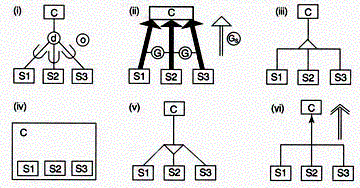 (i)
C
d
o
S1 S2 S3
(ii)
C
G G
Gs
S1 S2 S3
(iii)
C
S1 S2 S3
(iv)
C
S1 S2 S3
(v)
C
S1 S2 S3
(vi)
C
S1 S2 S3